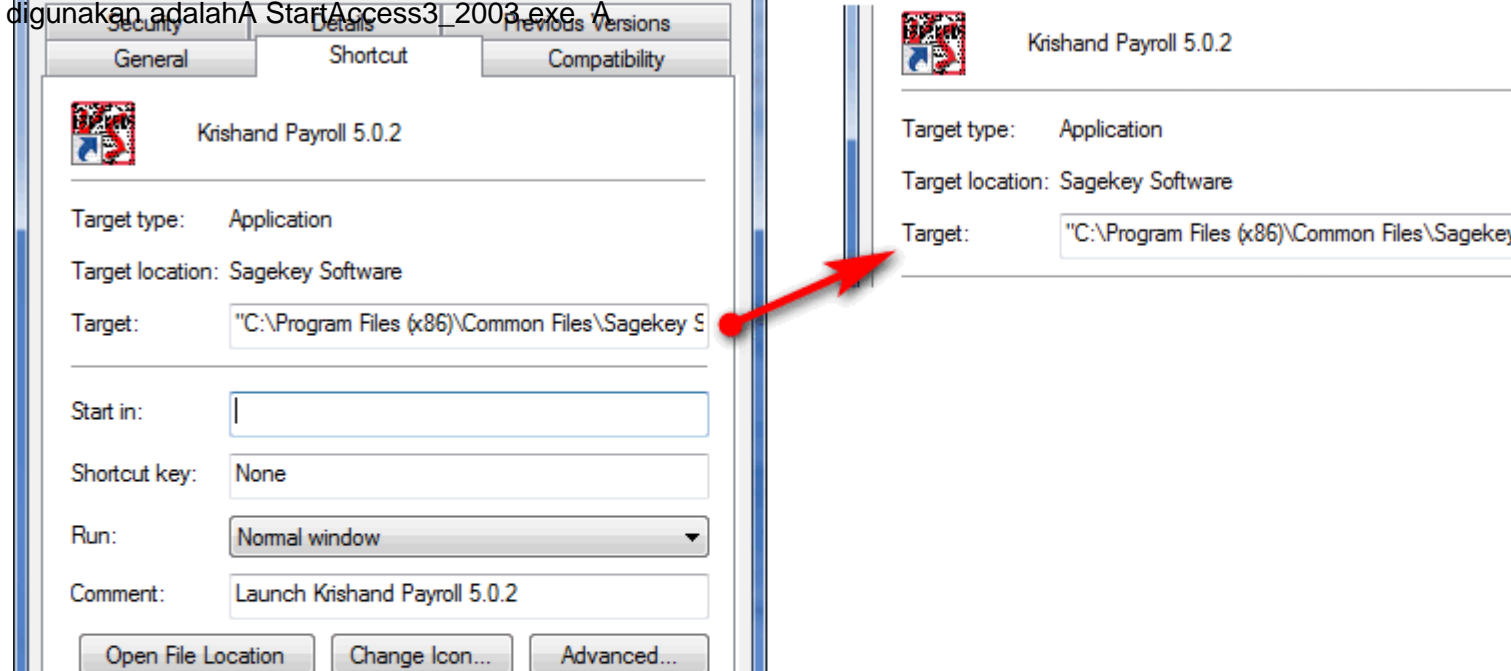 digunakan adalahÂ StartAccess3_2003.exe. Â
Security Details Previous Versions
General Shortcut Compatibility
Krishand Payroll 5.0.2
Target type: Application
Target location: Sagekey Software
Target: "C:\Program Files (x86)\Common Files\Sagekey S
Start in:
Shortcut key: None
Run: Normal window
Comment: Launch Krishand Payroll 5.0.2
Open File Location Change Icon... Advanced...
Krishand Payroll 5.0.2
Target type: Application
Target location: Sagekey Software
Target: "C:\Program Files (x86)\Common Files\Sagekey